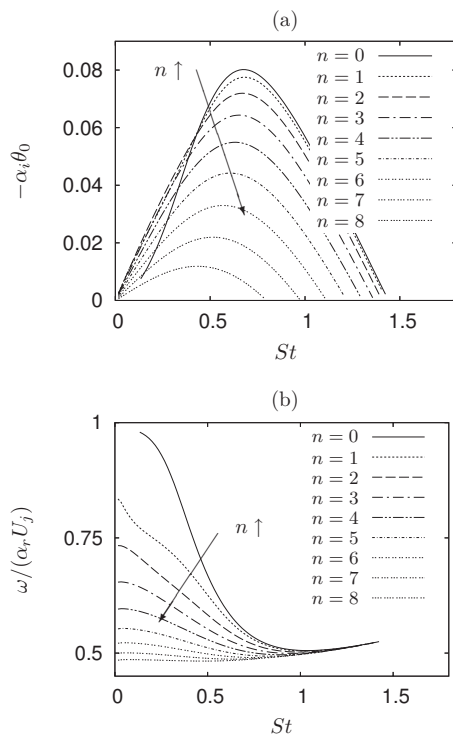 (a)
n = 0
n = 1
n = 2
n = 3
n = 4
n = 5
n = 6
n = 7
n = 8
n ↑
0.08
0.06
0.04
0.02
0
−α_iθ_0
0 0.5 1 1.5
St
(b)
n = 0
n = 1
n = 2
n = 3
n = 4
n = 5
n = 6
n = 7
n = 8
n ↑
1
0.75
0.5
ω/(α_rU_j)
0 0.5 1 1.5
St